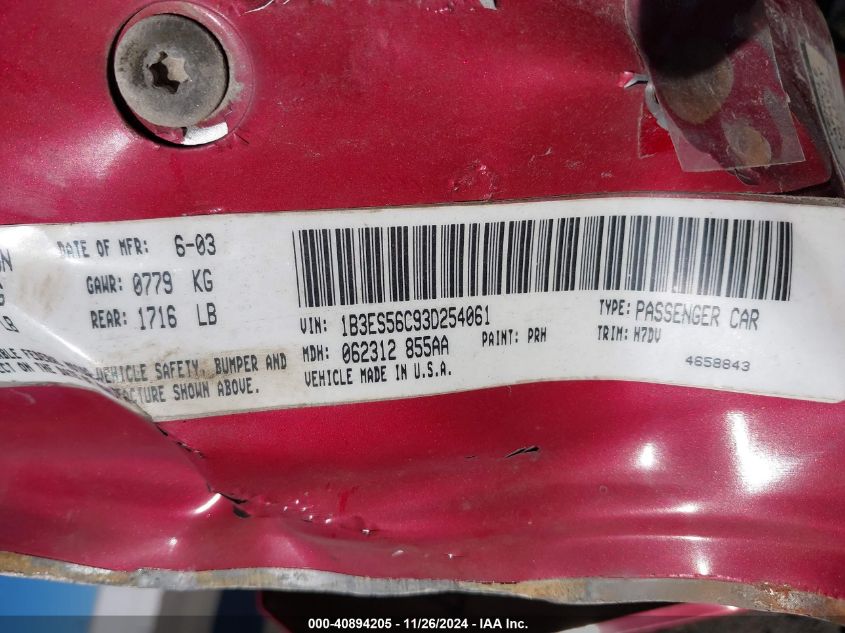 DATE OF MFR: 6-03
GAWR: 0779 KG
REAR: 1716 LB
VEHICLE SAFETY, BUMPER AND
SHOWN ABOVE.
VIN: 1B3ES56C93D254061
MDH: 062312 855AA
PAINT: PRH
VEHICLE MADE IN U.S.A.
TYPE: PASSENGER CAR
TRIM: H7DV
4658843
000-40894205 - 11/26/2024 - IAA Inc.